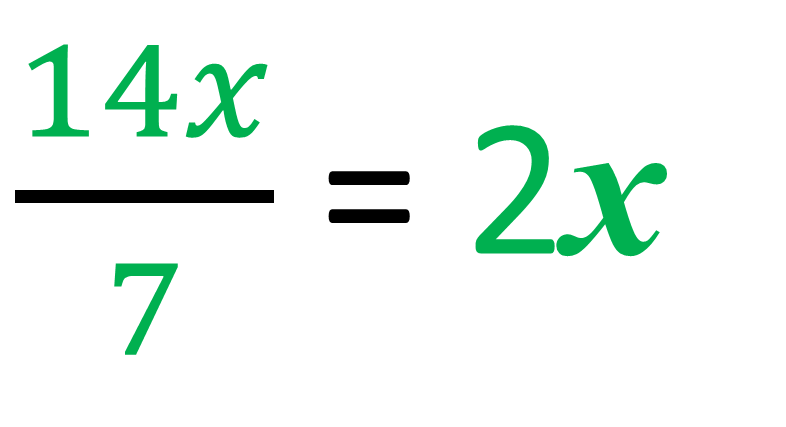 14x
7
= 2x